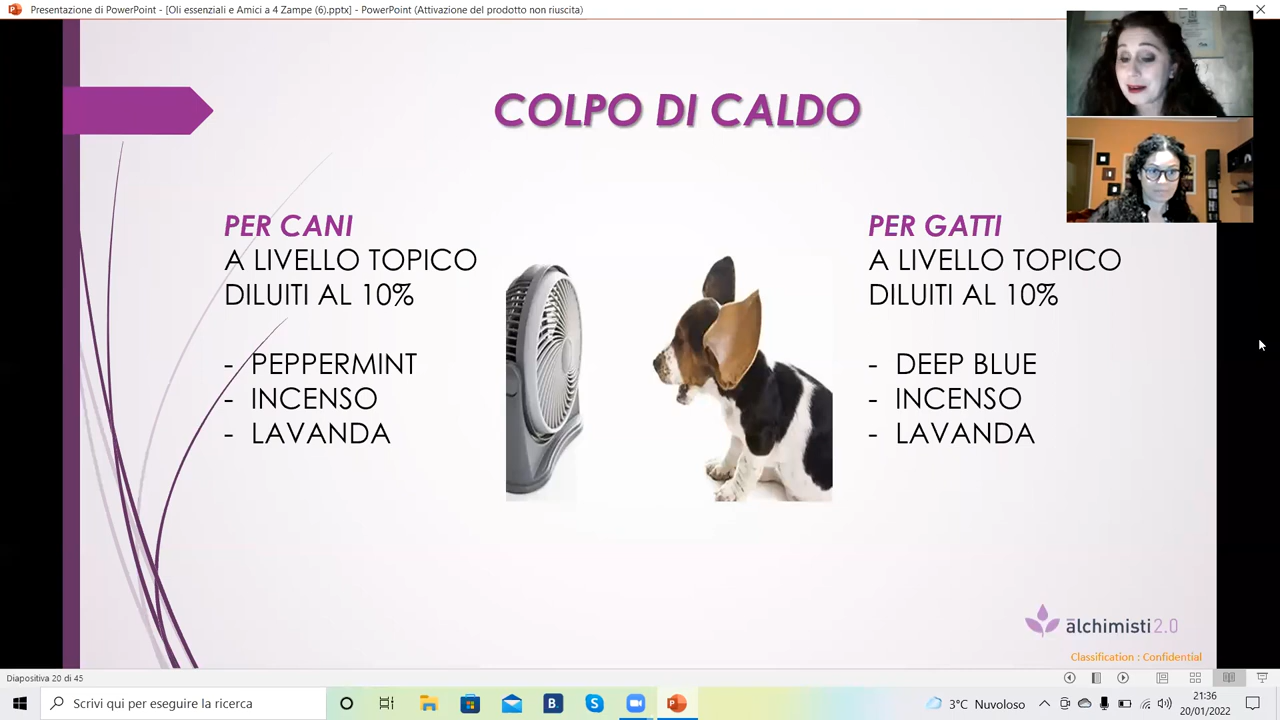 Presentazione di PowerPoint - [Oli essenziali e Amici a 4 Zampe (6).pptx] - PowerPoint (Attivazione del prodotto non riuscita)
COLPO DI CALDO
PER CANI
A LIVELLO TOPICO
DILUITI AL 10%
- PEPPERMINT
- INCENSO
- LAVANDA
PER GATTI
A LIVELLO TOPICO
DILUITI AL 10%
- DEEP BLUE
- INCENSO
- LAVANDA
alchimisti2.0
Classification : Confidential
Diapositiva 20 di 45
Scrivi qui per eseguire la ricerca
B.
3°C Nuvoloso
21:36
20/01/2022